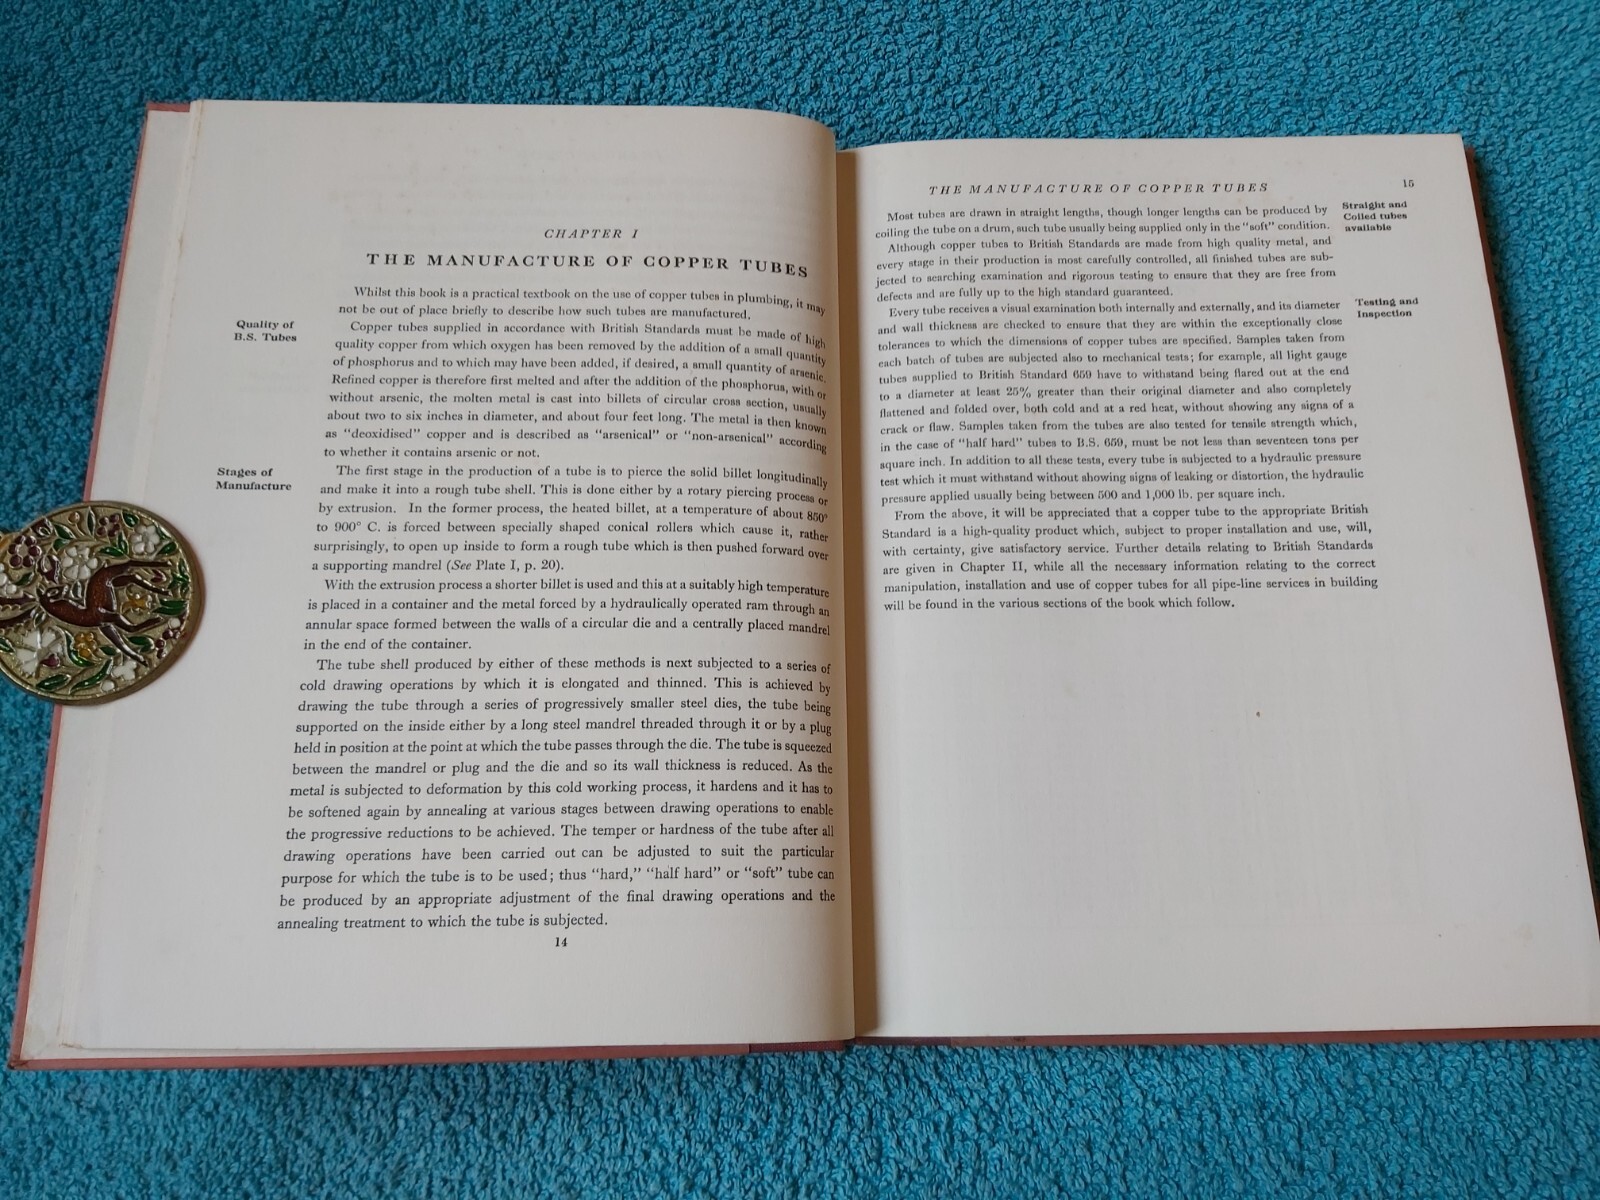 CHAPTER I
THE MANUFACTURE OF COPPER TUBES
Whilst this book is a practical textbook on the use of copper tubes in plumbing, it may
not be out of place briefly to describe how such tubes are manufactured.
Quality of
B.S. Tubes
Copper tubes supplied in accordance with British Standards must be made of high
quality copper from which oxygen has been removed by the addition of a small quantity
of phosphorus and to which may have been added, if desired, a small quantity of arsenic.
Refined copper is therefore first melted and after the addition of the phosphorus, with or
without arsenic, the molten metal is cast into billets of circular cross section, usually
about two to six inches in diameter, and about four feet long. The metal is then known
as "deoxidised" copper and is described as "arsenical" or "non-arsenical" according
to whether it contains arsenic or not.
Stages of
Manufacture
The first stage in the production of a tube is to pierce the solid billet longitudinally
and make it into a rough tube shell. This is done either by a rotary piercing process or
by extrusion. In the former process, the heated billet, at a temperature of about 850°
to 900° C. is forced between specially shaped conical rollers which cause it, rather
surprisingly, to open up inside to form a rough tube which is then pushed forward over
a supporting mandrel (See Plate I, p. 20).
With the extrusion process a shorter billet is used and this at a suitably high temperature
is placed in a container and the metal forced by a hydraulically operated ram through an
annular space formed between the walls of a circular die and a centrally placed mandrel
in the end of the container.
The tube shell produced by either of these methods is next subjected to a series of
cold drawing operations by which it is elongated and thinned. This is achieved by
drawing the tube through a series of progressively smaller steel dies, the tube being
supported on the inside either by a long steel mandrel threaded through it or by a plug
held in position at the point at which the tube passes through the die. The tube is squeezed
between the mandrel or plug and the die and so its wall thickness is reduced. As the
metal is subjected to deformation by this cold working process, it hardens and it has to
be softened again by annealing at various stages between drawing operations to enable
the progressive reductions to be achieved. The temper or hardness of the tube after all
drawing operations have been carried out can be adjusted to suit the particular
purpose for which the tube is to be used; thus "hard," "half hard" or "soft" tube can
be produced by an appropriate adjustment of the final drawing operations and the
annealing treatment to which the tube is subjected.
14
THE MANUFACTURE OF COPPER TUBES
15
Most tubes are drawn in straight lengths, though longer lengths can be produced by
coiling the tube on a drum, such tube usually being supplied only in the "soft" condition.
Straight and
Coiled tubes
available
Although copper tubes to British Standards are made from high quality metal, and
every stage in their production is most carefully controlled, all finished tubes are sub-
jected to searching examination and rigorous testing to ensure that they are free from
defects and are fully up to the high standard guaranteed.
Testing and
Inspection
Every tube receives a visual examination both internally and externally, and its diameter
and wall thickness are checked to ensure that they are within the exceptionally close
tolerances to which the dimensions of copper tubes are specified. Samples taken from
each batch of tubes are subjected also to mechanical tests; for example, all light gauge
tubes supplied to British Standard 659 have to withstand being flared out at the end
to a diameter at least 25% greater than their original diameter and also completely
flattened and folded over, both cold and at a red heat, without showing any signs of a
crack or flaw. Samples taken from the tubes are also tested for tensile strength which,
in the case of "half hard" tubes to B.S. 659, must be not less than seventeen tons per
square inch. In addition to all these tests, every tube is subjected to a hydraulic pressure
test which it must withstand without showing signs of leaking or distortion, the hydraulic
pressure applied usually being between 500 and 1,000 lb. per square inch.
From the above, it will be appreciated that a copper tube to the appropriate British
Standard is a high-quality product which, subject to proper installation and use, will,
with certainty, give satisfactory service. Further details relating to British Standards
are given in Chapter II, while all the necessary information relating to the correct
manipulation, installation and use of copper tubes for all pipe-line services in building
will be found in the various sections of the book which follow.